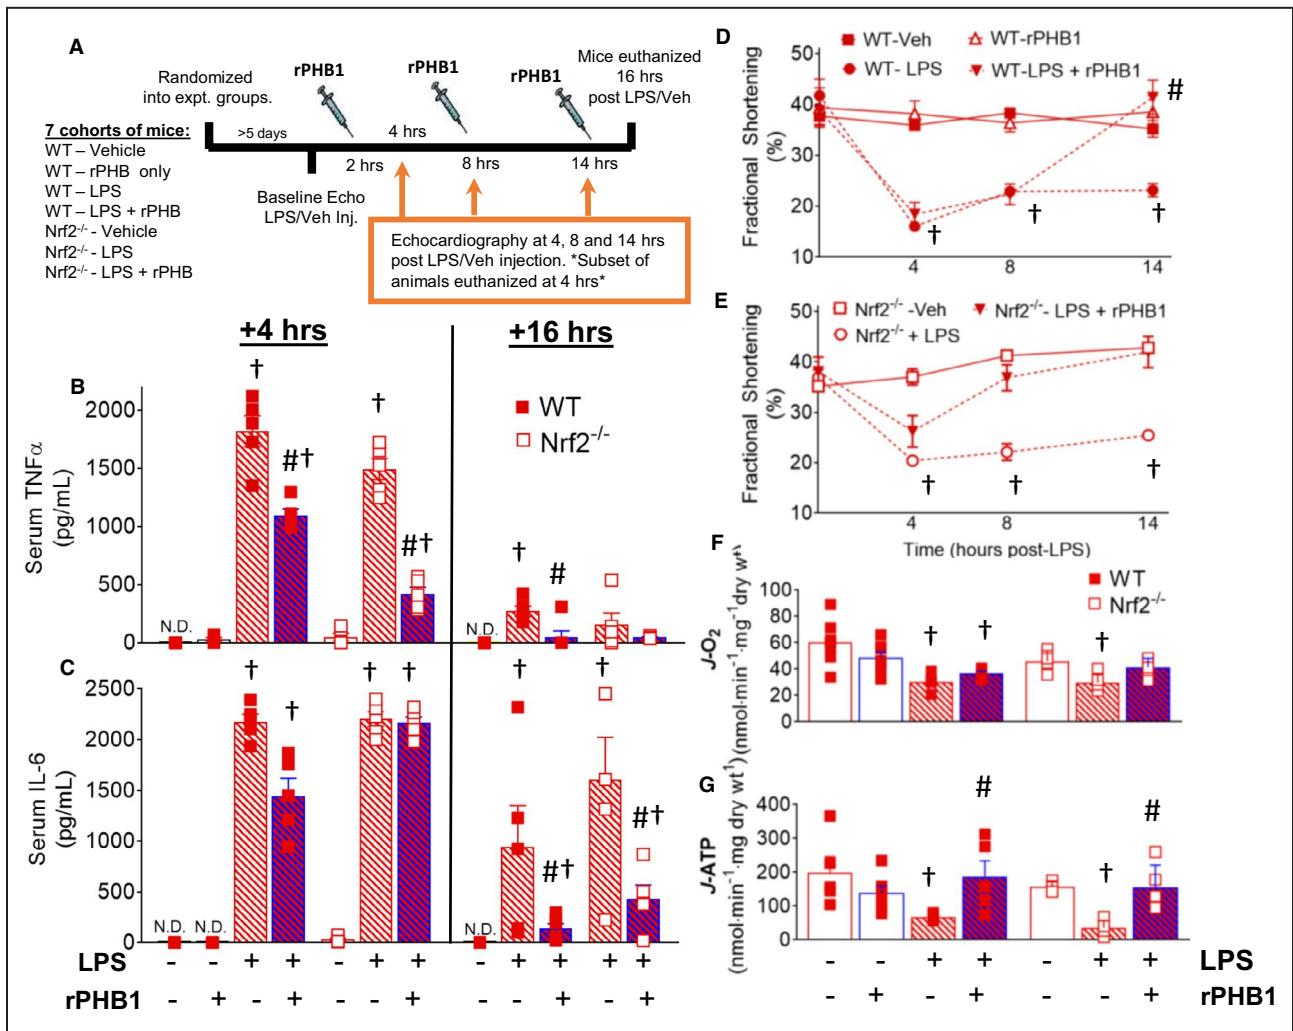 A
rPHB1
rPHB1
rPHB1
Randomized
into expt. groups.
Mice euthanized
16 hrs
post LPS/Veh
7 cohorts of mice:
WT – Vehicle
WT – rPHB only
WT – LPS
WT – LPS + rPHB
Nrf2-/- - Vehicle
Nrf2-/- - LPS
Nrf2-/- - LPS + rPHB
>5 days
4 hrs
2 hrs
8 hrs
14 hrs
Baseline Echo
LPS/Veh Inj.
Echocardiography at 4, 8 and 14 hrs
post LPS/Veh injection. *Subset of
animals euthanized at 4 hrs*
+4 hrs
+16 hrs
B
Serum TNFα
(pg/mL)
2000
1500
1000
500
0
N.D.
†
#†
†
#†
WT
Nrf2-/-
N.D.
†
#
C
Serum IL-6
(pg/mL)
2500
2000
1500
1000
500
0
N.D.
N.D.
†
†
†
†
N.D.
†
#†
†
#†
LPS - - + + - + + - + + + +
rPHB1 - + - + - - + - - + - +
D
WT-Veh
WT- LPS
WT-rPHB1
WT-LPS + rPHB1
Fractional Shortening
(%)
50
40
30
20
10
4
8
14
†
†
†
#
E
Nrf2-/- -Veh
Nrf2-/- + LPS
Nrf2-/-- LPS + rPHB1
Fractional Shortening
(%)
50
40
30
20
10
4
8
14
†
†
†
Time (hours post-LPS)
F
WT
Nrf2-/-
J-O2
(nmol·min-1·mg-1dry wt)
100
80
60
40
20
0
†
†
†
G
J-ATP
(nmol·min-1·mg dry wt1)
400
300
200
100
0
†
#
†
#
- - + + - + + LPS
- + - + - - + rPHB1